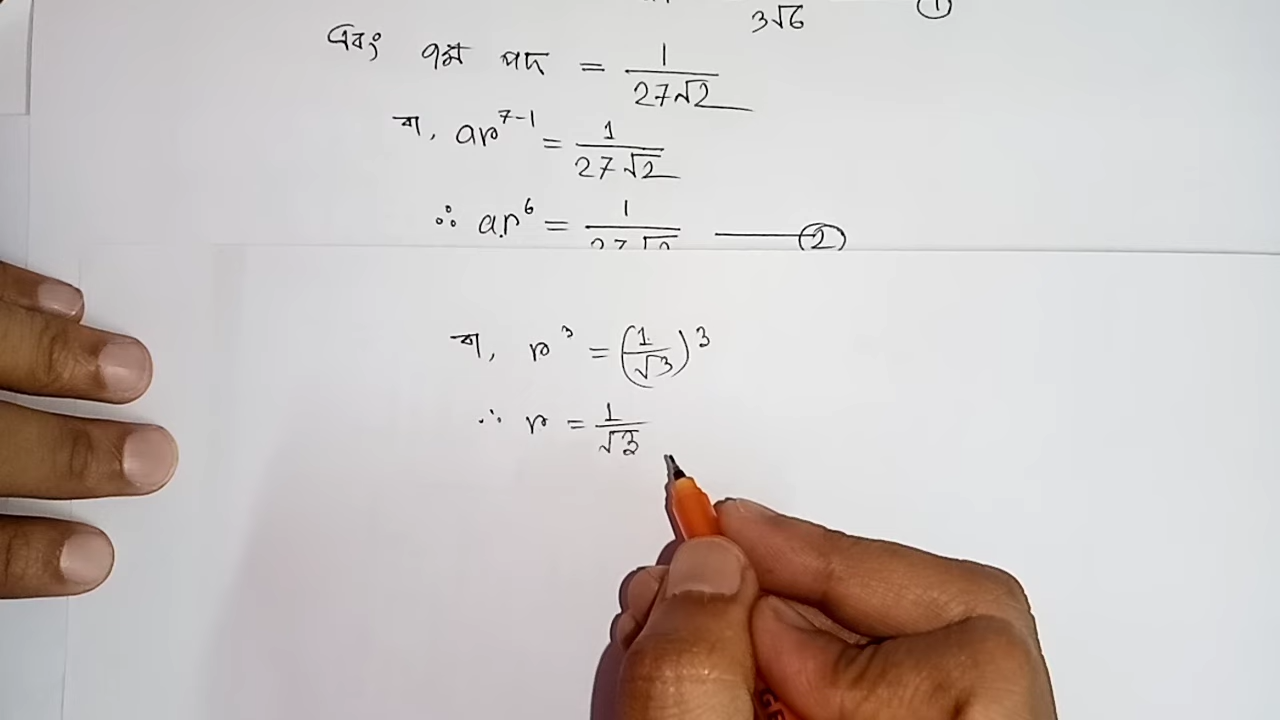 3√6 ①
এবং ৭ম পদ = 1/27√2
বা, ar^7-1 = 1/27√2
∴ ar^6 = 1/27√2 —— ②
বা, r^3 = (1/√3)^3
∴ r = 1/√3